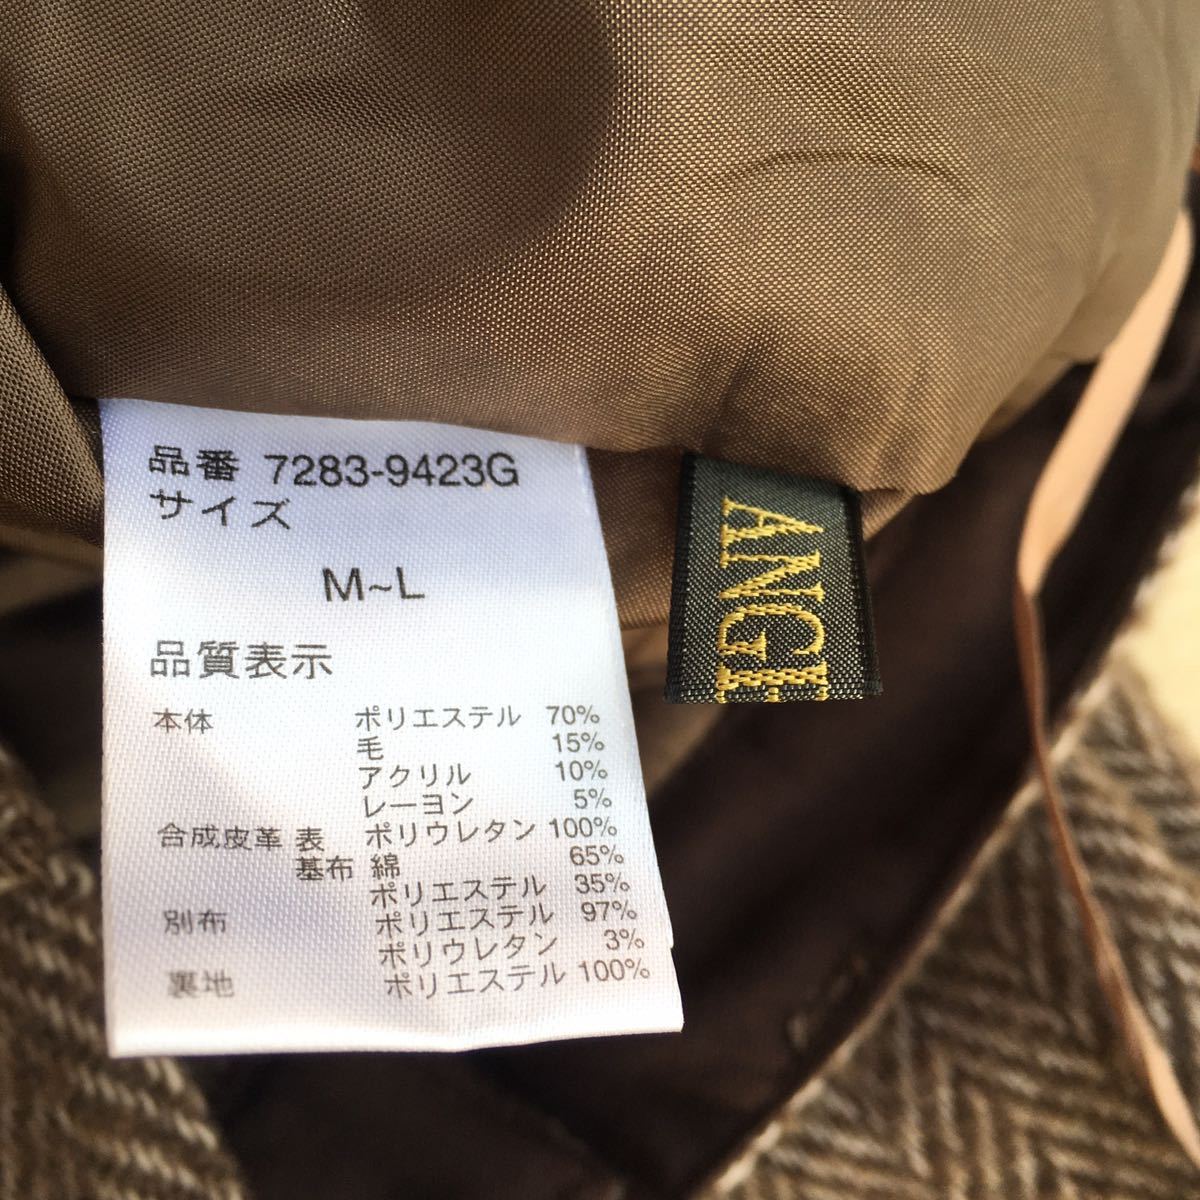 品番 7283-9423G
サイズ
M~L
品質表示
本体 ポリエステル 70%
毛 15%
アクリル 10%
レーヨン 5%
合成皮革 表 ポリウレタン 100%
基布 綿 65%
ポリエステル 35%
別布 ポリエステル 97%
ポリウレタン 3%
裏地 ポリエステル 100%
ANGE